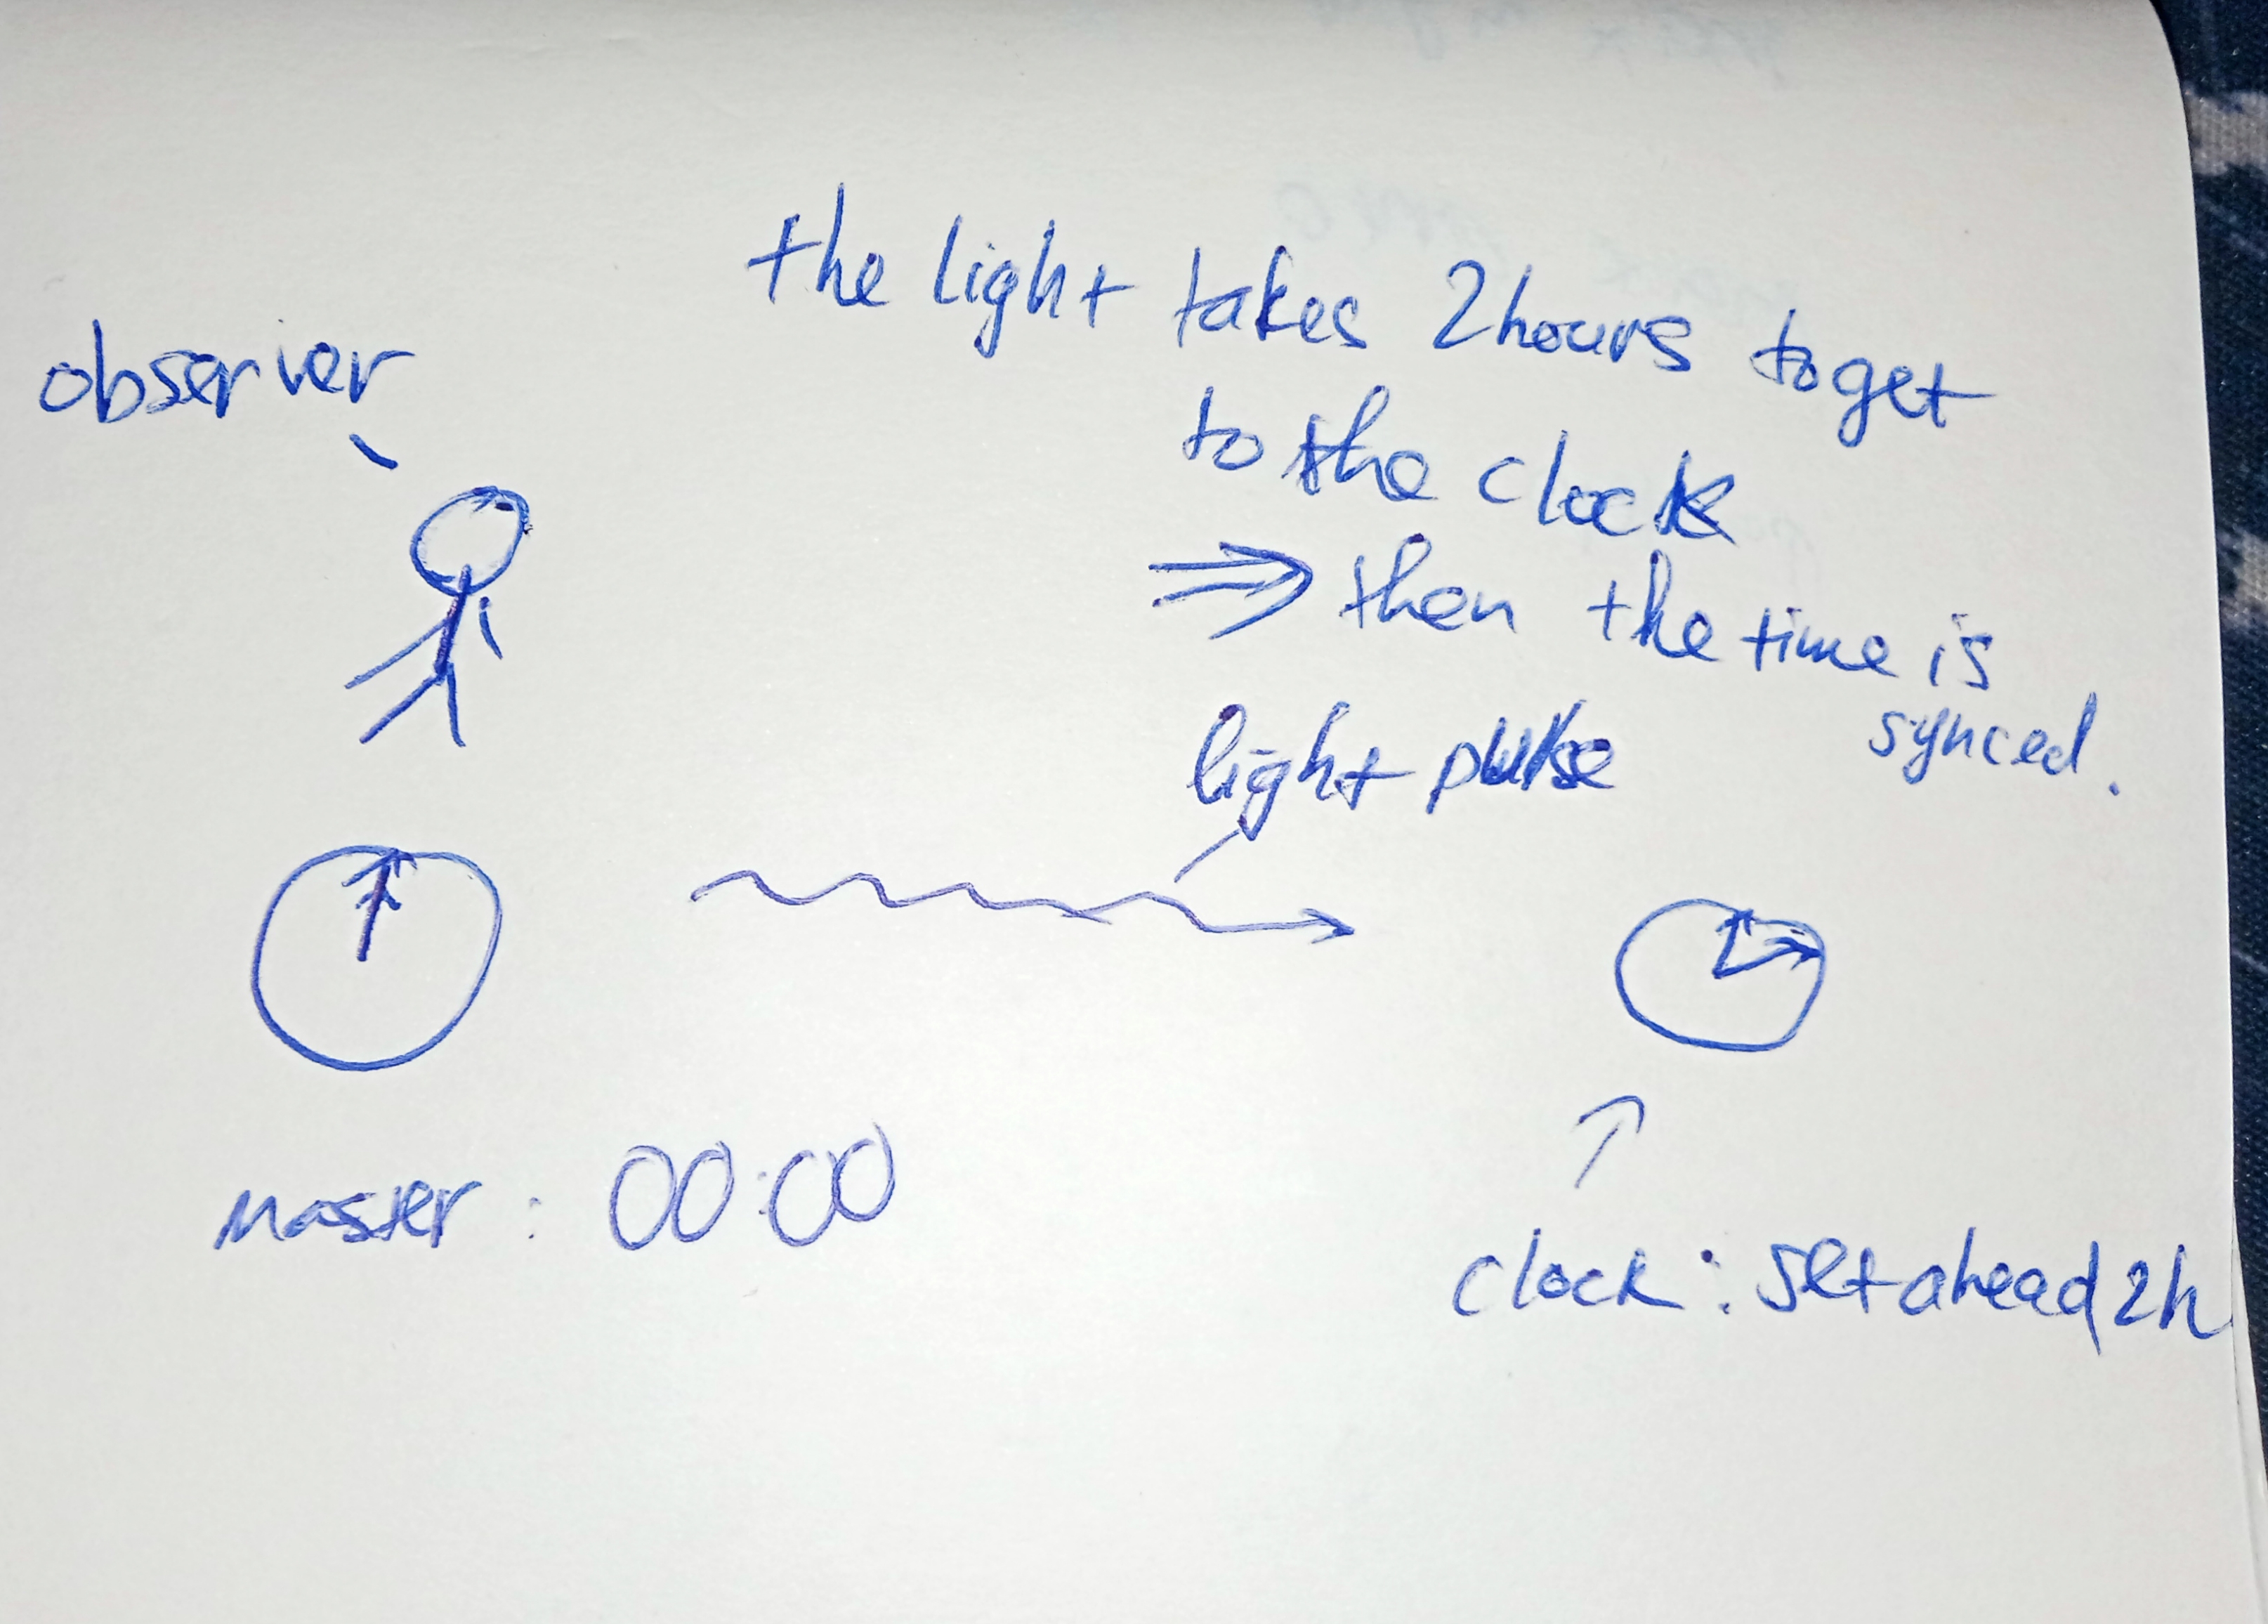 the light takes 2hours to get
observer
to the clock
⇒ then the time is
synced.
light pulse
master: 00:00
clock: set ahead 2h